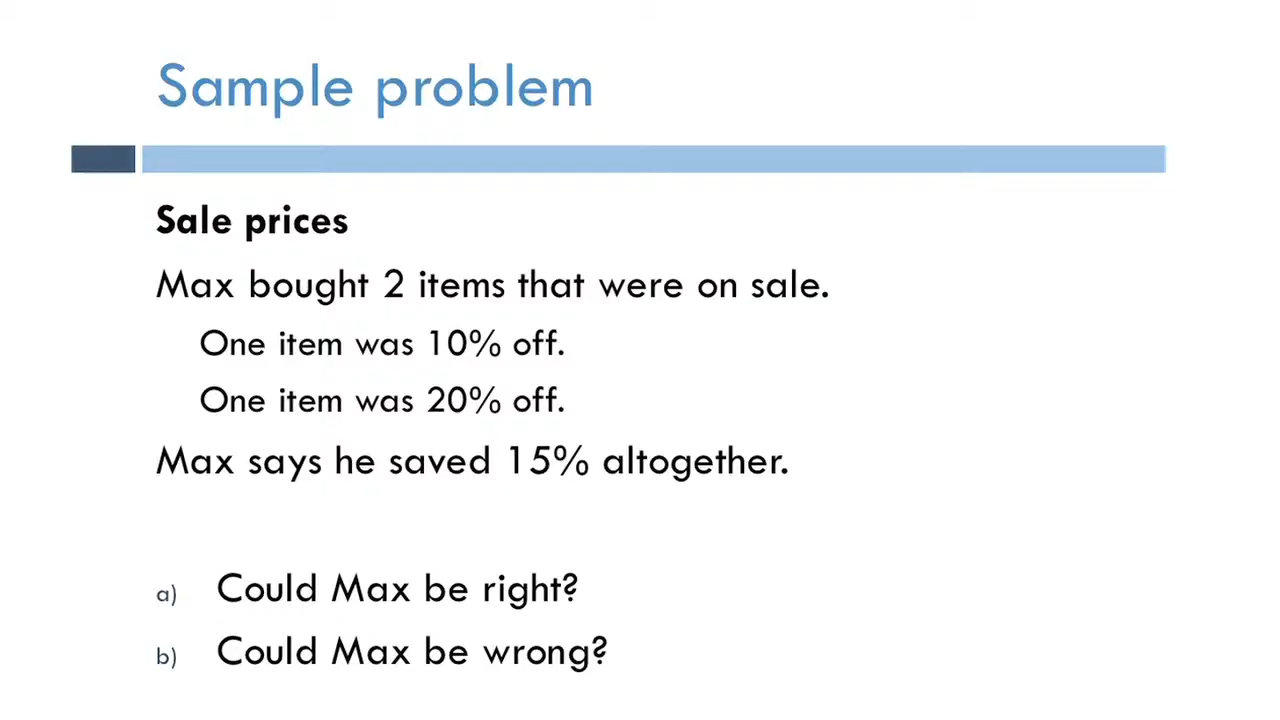 Sample problem
Sale prices
Max bought 2 items that were on sale.
One item was 10% off.
One item was 20% off.
Max says he saved 15% altogether.
a) Could Max be right?
b) Could Max be wrong?